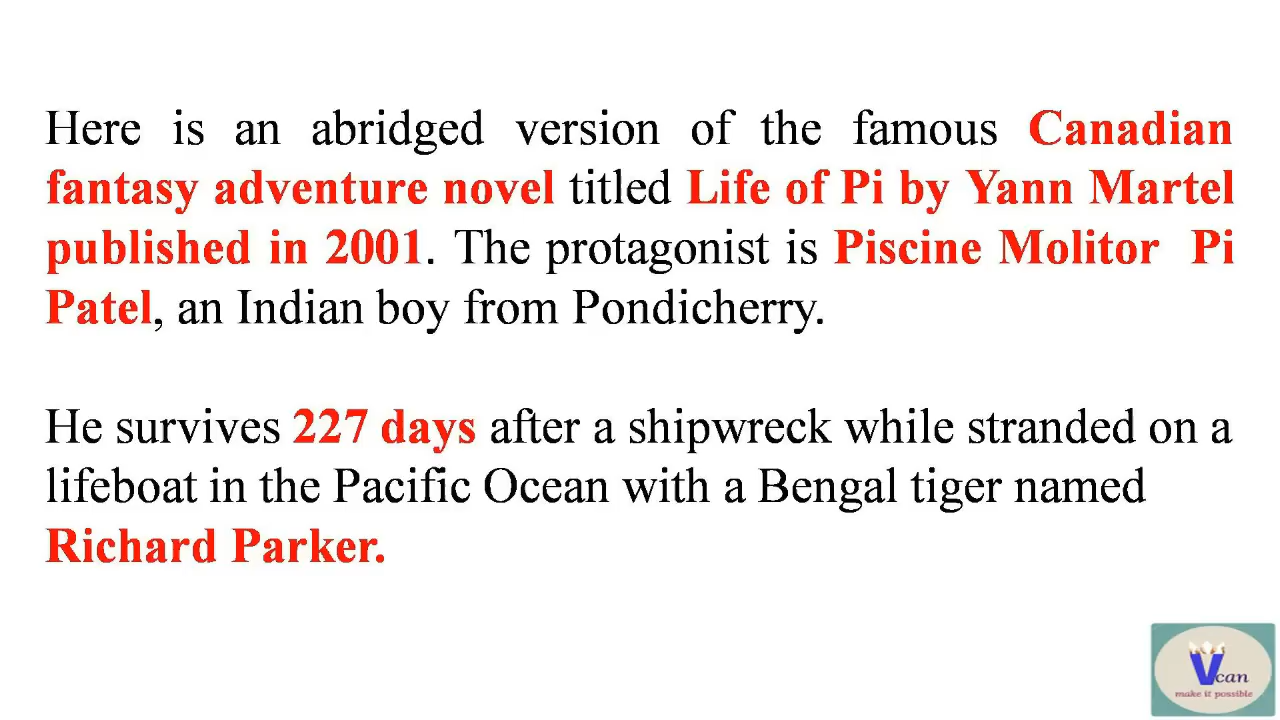 Here is an abridged version of the famous Canadian
fantasy adventure novel titled Life of Pi by Yann Martel
published in 2001. The protagonist is Piscine Molitor Pi
Patel, an Indian boy from Pondicherry.
He survives 227 days after a shipwreck while stranded on a
lifeboat in the Pacific Ocean with a Bengal tiger named
Richard Parker.
Vcan
make it possible